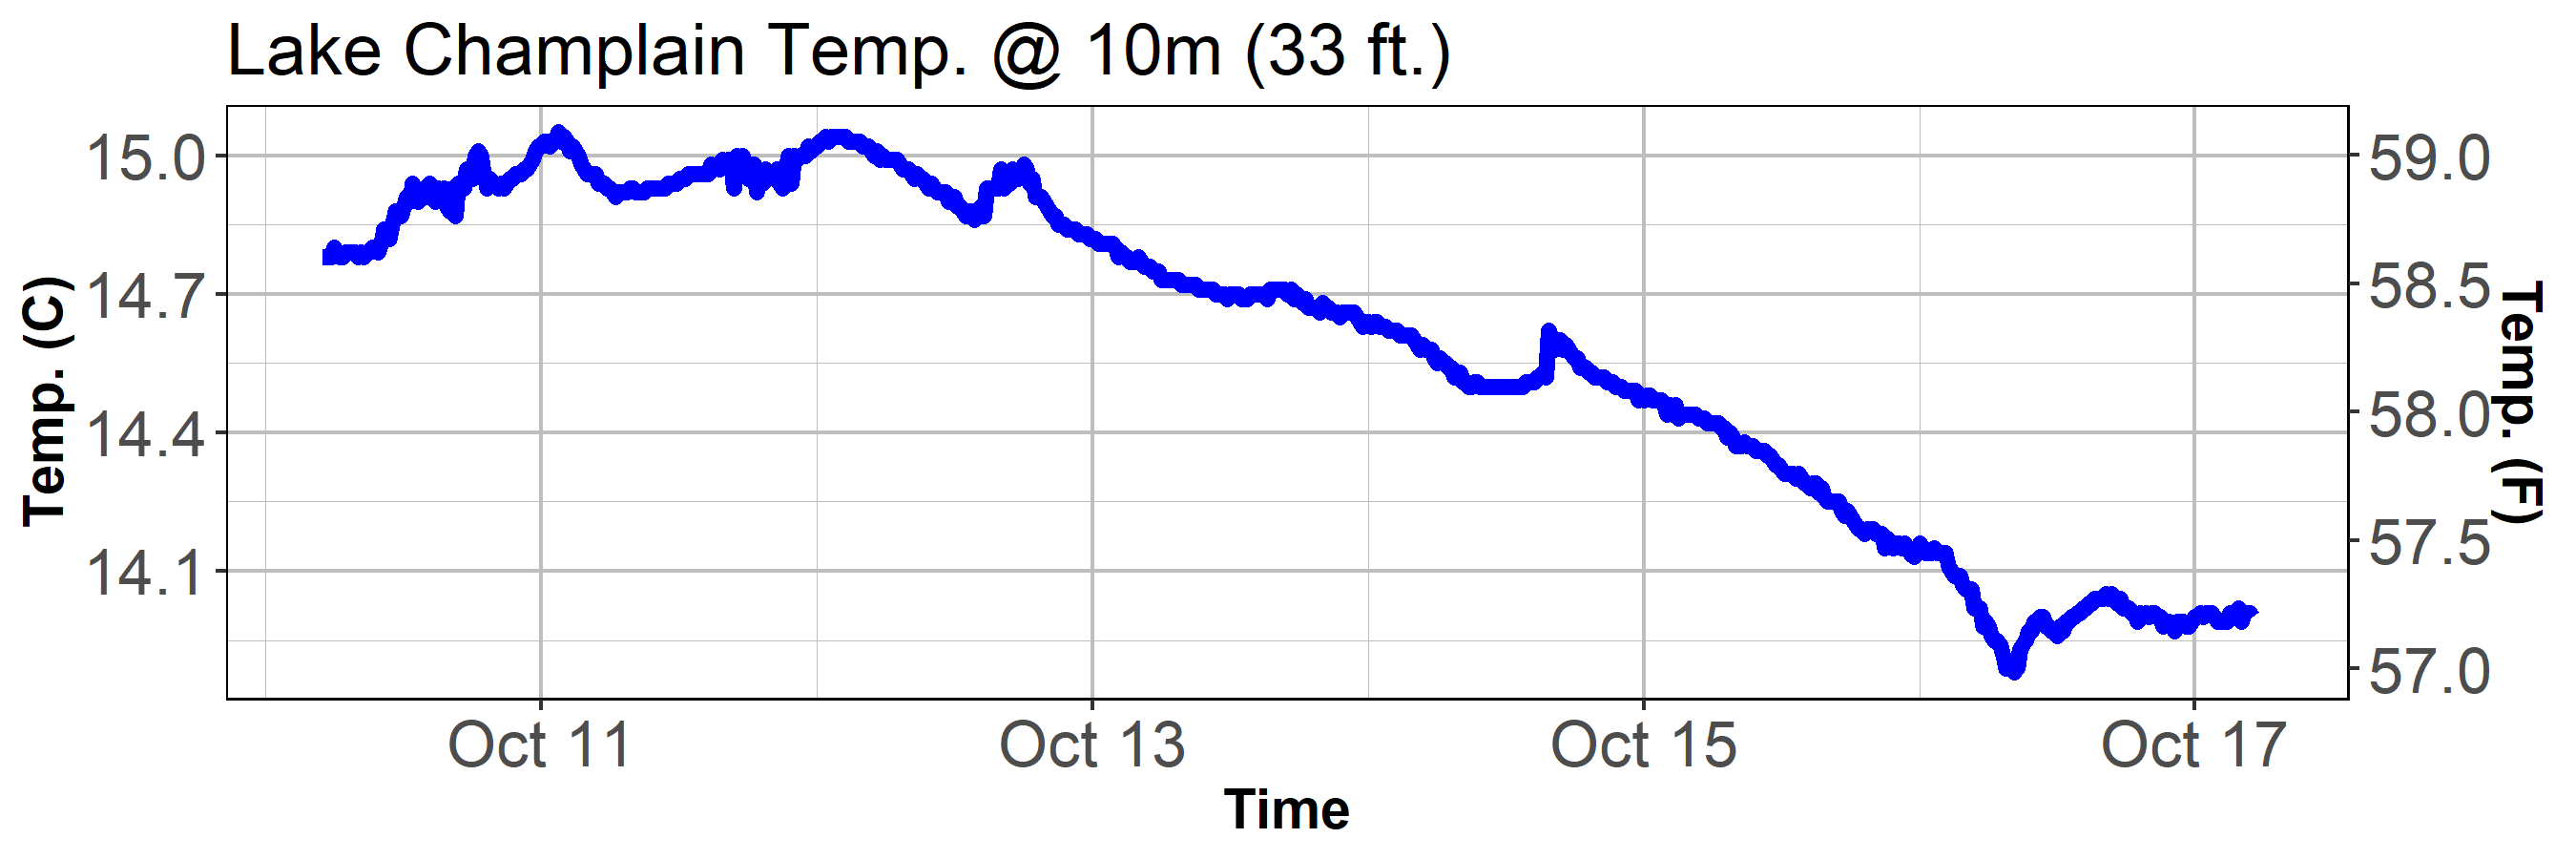 Lake Champlain Temp. @ 10m (33 ft.)
Temp. (C)
15.0
14.7
14.4
14.1
59.0
58.5
58.0
57.5
57.0
Temp. (F)
Oct 11
Oct 13
Oct 15
Oct 17
Time